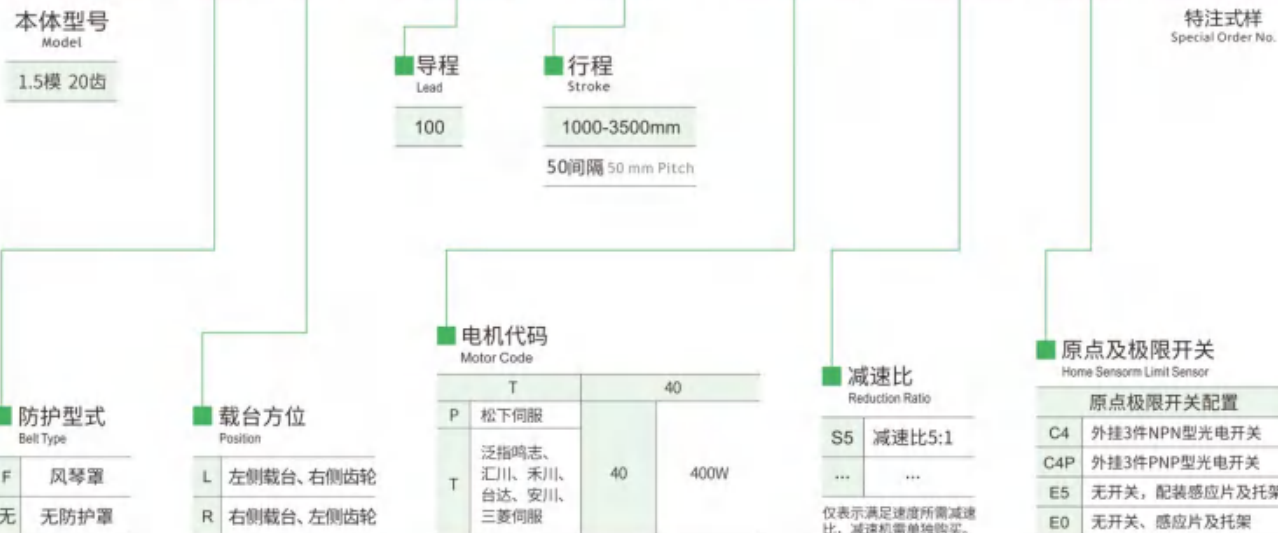 本体型号
Model
1.5模 20齿
导程
Lead
100
行程
Stroke
1000-3500mm
50间隔 50 mm Pitch
特注式样
Special Order No.
防护型式
Belt Type
F 风琴罩
无 无防护罩
载台方位
Position
L 左侧载台、右侧齿轮
R 右侧载台、左侧齿轮
电机代码
Motor Code
T 40
P 松下伺服
T 泛指鸣志、
汇川、禾川、
台达、安川、
三菱伺服
40 400W
减速比
Reduction Ratio
S5 减速比5:1
... ...
仅表示满足速度所需减速
比，减速机需单独购买。
原点及极限开关
Home Sensorm Limit Sensor
原点极限开关配置
C4 外挂3件NPN型光电开关
C4P 外挂3件PNP型光电开关
E5 无开关，配装感应片及托架
E0 无开关、感应片及托架